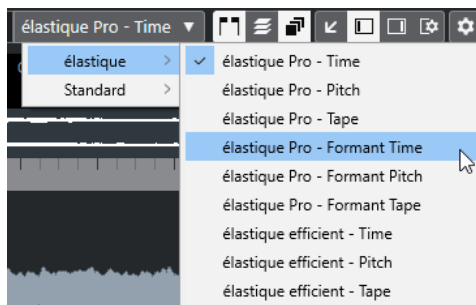 élastique Pro - Time
élastique
Standard
élastique Pro - Time
élastique Pro - Pitch
élastique Pro - Tape
élastique Pro - Formant Time
élastique Pro - Formant Pitch
élastique Pro - Formant Tape
élastique efficient - Time
élastique efficient - Pitch
élastique efficient - Tape